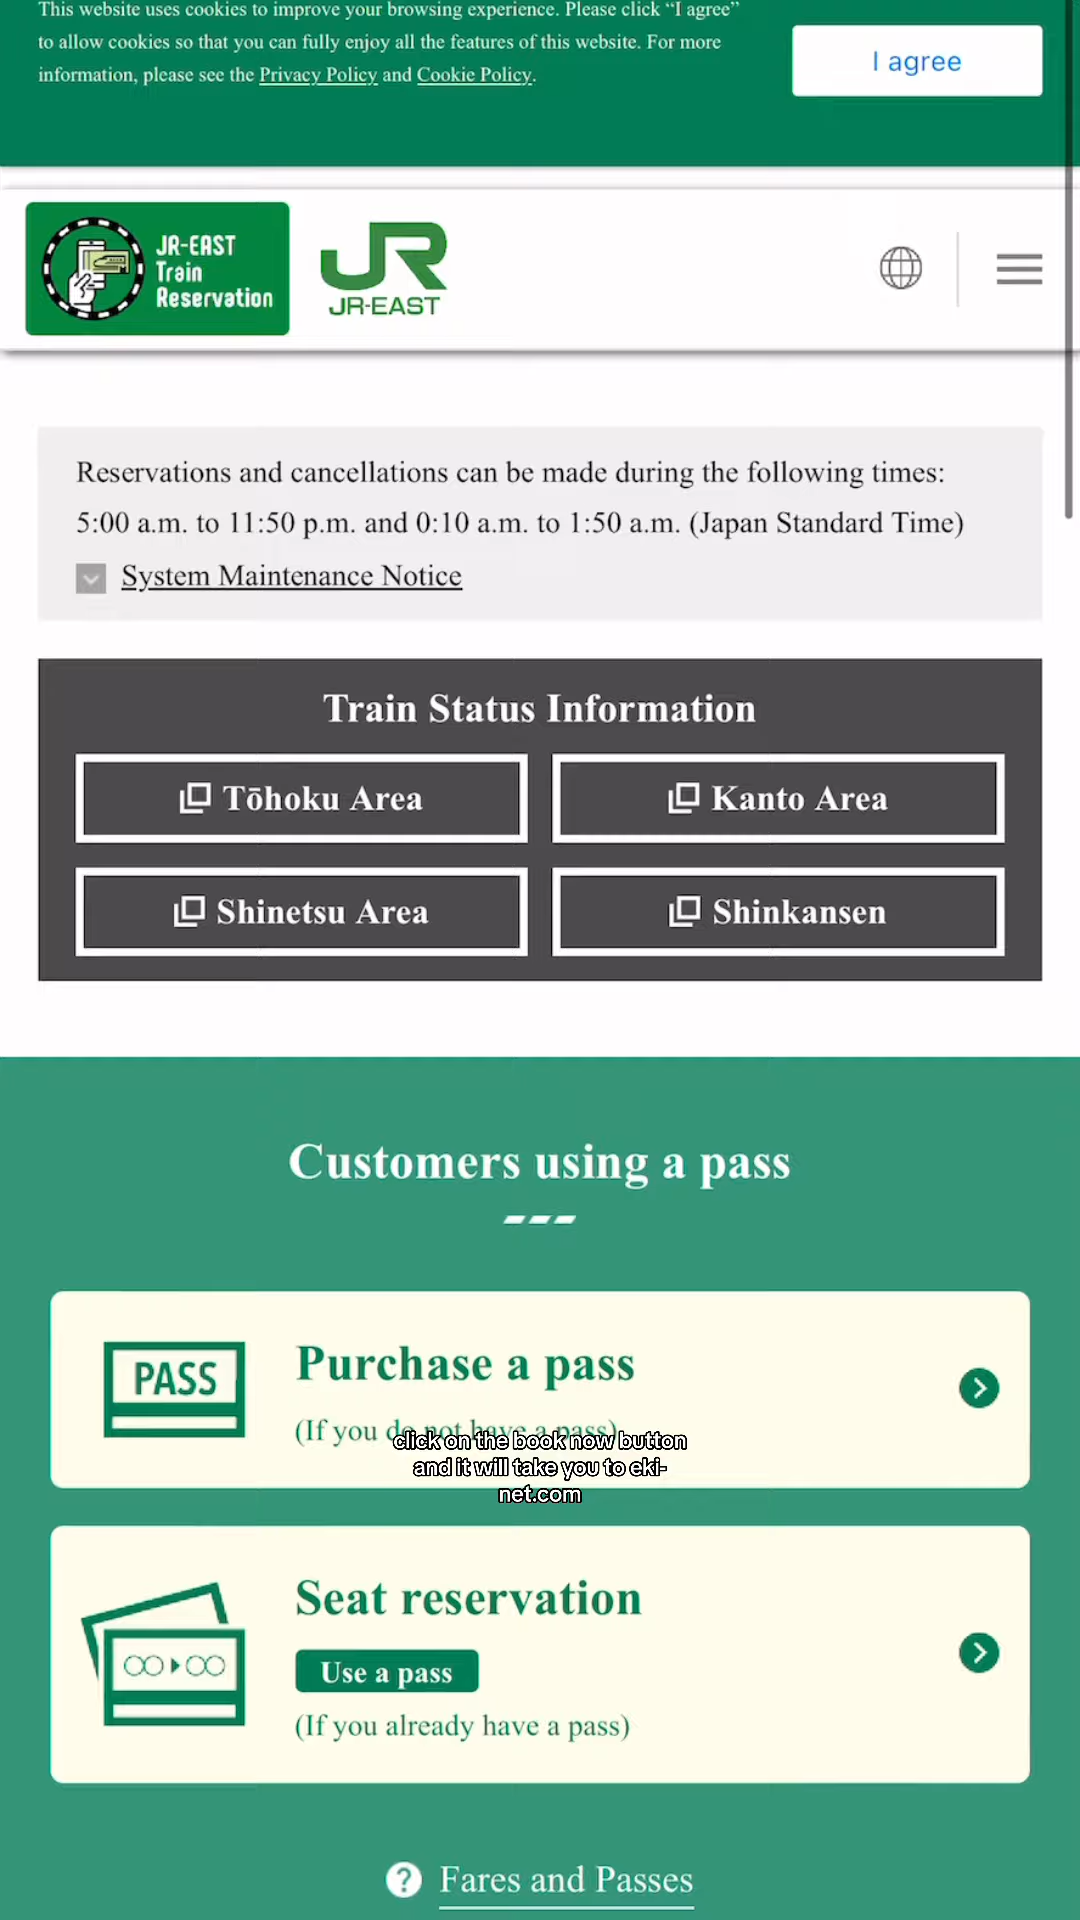 This website uses cookies to improve your browsing experience. Please click “I agree”
to allow cookies so that you can fully enjoy all the features of this website. For more
information, please see the Privacy Policy and Cookie Policy.
I agree
JR-EAST
Train
Reservation
JR
JR-EAST
Reservations and cancellations can be made during the following times:
5:00 a.m. to 11:50 p.m. and 0:10 a.m. to 1:50 a.m. (Japan Standard Time)
System Maintenance Notice
Train Status Information
Tōhoku Area
Kanto Area
Shinetsu Area
Shinkansen
Customers using a pass
PASS
Purchase a pass
(If you do not have a pass)
click on the book now button
and it will take you to eki-
net.com
Seat reservation
Use a pass
(If you already have a pass)
? Fares and Passes